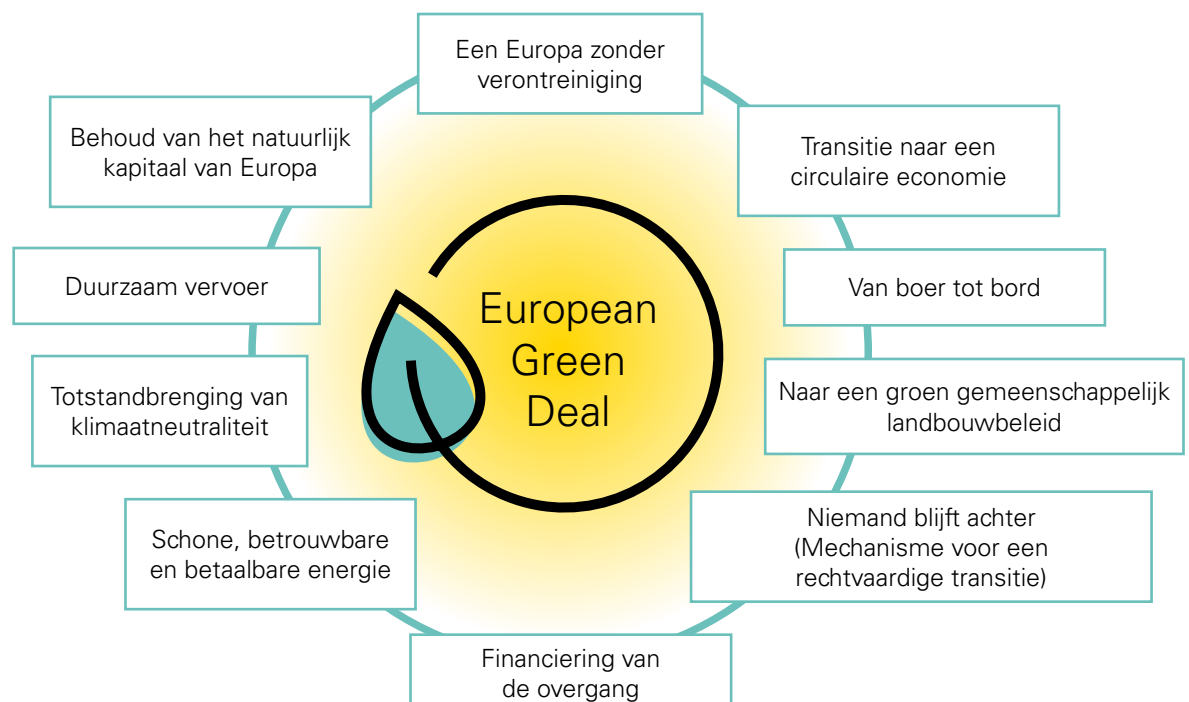 Een Europa zonder
verontreiniging
Behoud van het natuurlijk
kapitaal van Europa
Transitie naar een
circulaire economie
Duurzaam vervoer
Van boer tot bord
European
Green
Deal
Totstandbrenging van
klimaatneutraliteit
Naar een groen gemeenschappelijk
landbouwbeleid
Schone, betrouwbare
en betaalbare energie
Niemand blijft achter
(Mechanisme voor een
rechtvaardige transitie)
Financiering van
de overgang